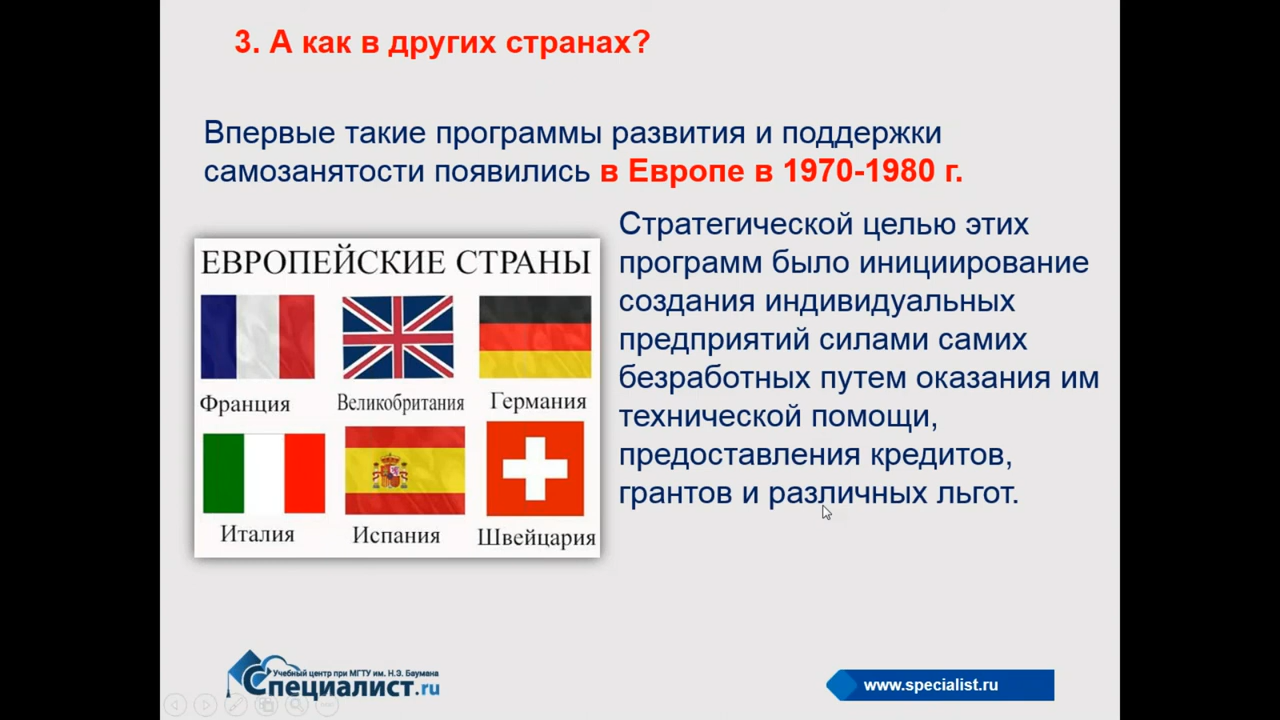 3. А как в других странах?
Впервые такие программы развития и поддержки
самозанятости появились в Европе в 1970-1980 г.
ЕВРОПЕЙСКИЕ СТРАНЫ
Франция
Великобритания
Германия
Италия
Испания
Швейцария
Стратегической целью этих
программ было инициирование
создания индивидуальных
предприятий силами самих
безработных путем оказания им
технической помощи,
предоставления кредитов,
грантов и различных льгот.
Учебный центр при МГТУ им. Н.Э. Баумана
Специалист.ru
www.specialist.ru